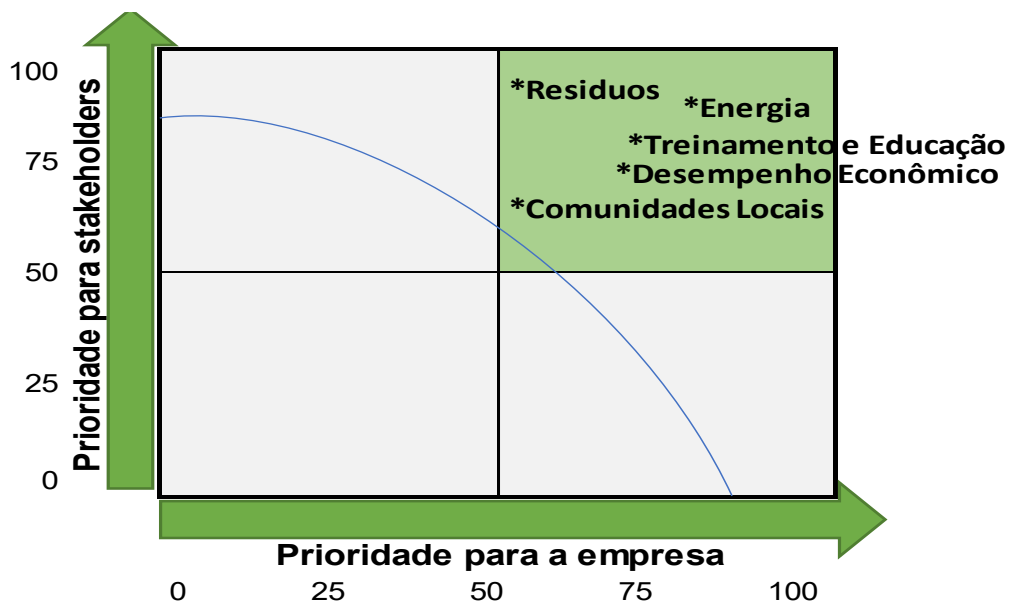 100
75
50
25
0
Prioridade para stakeholders
*Residuos
*Energia
*Treinamento e Educação
*Desempenho Econômico
*Comunidades Locais
Prioridade para a empresa
0 25 50 75 100